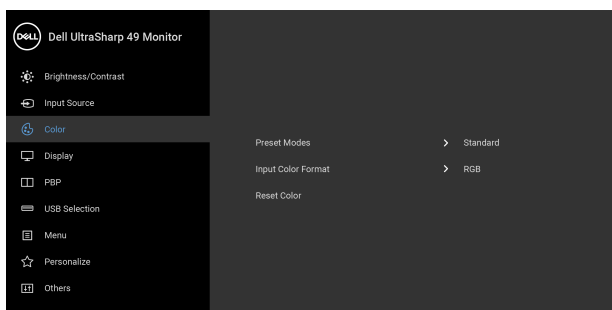 DELL Dell UltraSharp 49 Monitor
Brightness/Contrast
Input Source
Color
Display
PBP
USB Selection
Menu
Personalize
Others
Preset Modes > Standard
Input Color Format > RGB
Reset Color